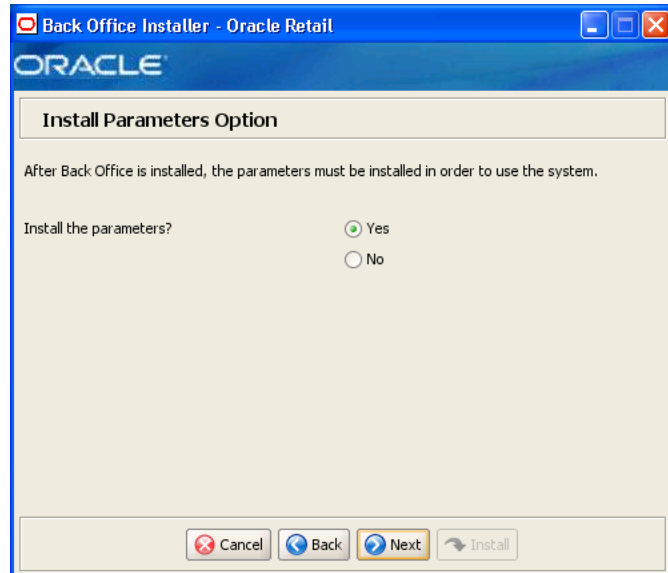 Back Office Installer - Oracle Retail
ORACLE
Install Parameters Option
After Back Office is installed, the parameters must be installed in order to use the system.
Install the parameters?
Yes
No
Cancel
Back
Next
Install